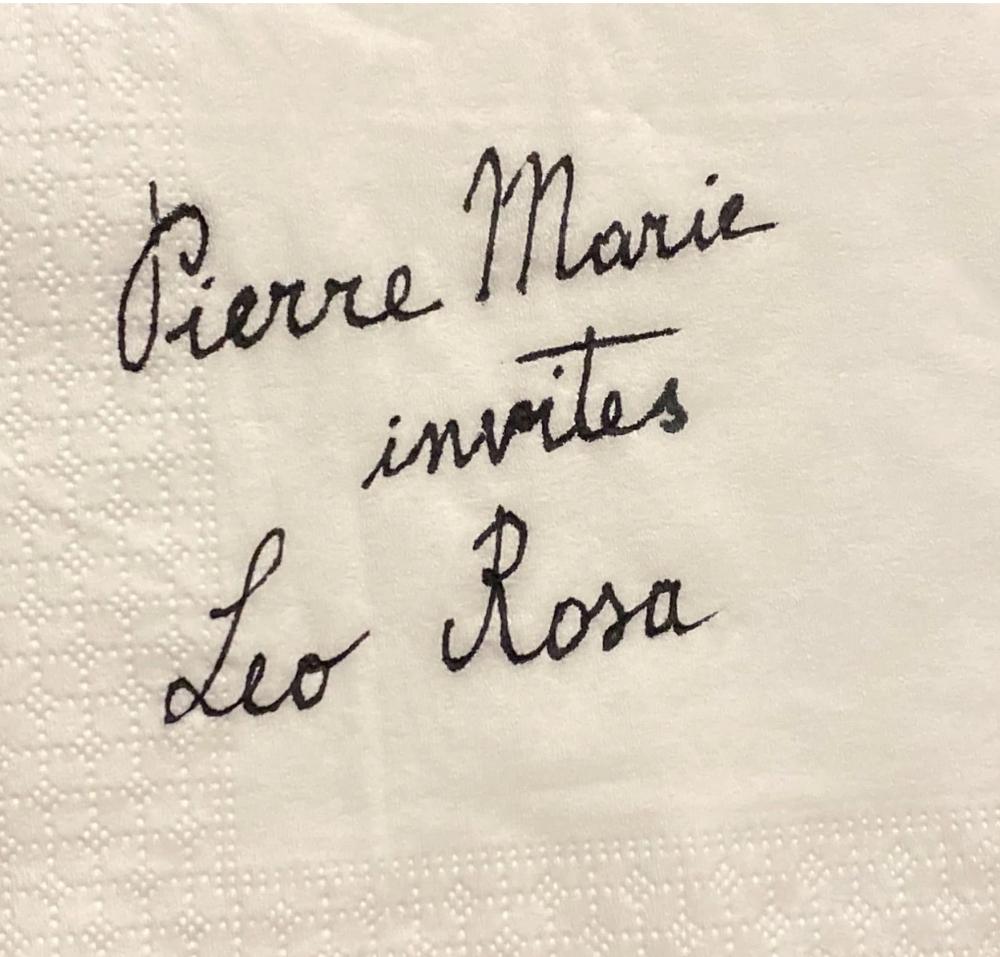 Pierre Marie
invites
Leo Rosa